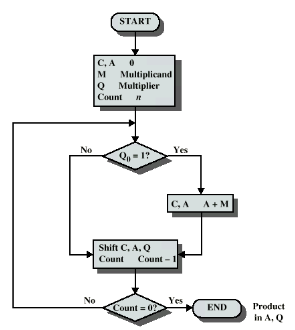 START
C, A 0
M Multiplicand
Q Multiplier
Count n
No
Q0 = 1?
Yes
C, A A + M
Shift C, A, Q
Count Count – 1
No
Count = 0?
Yes
END
Product
in A, Q